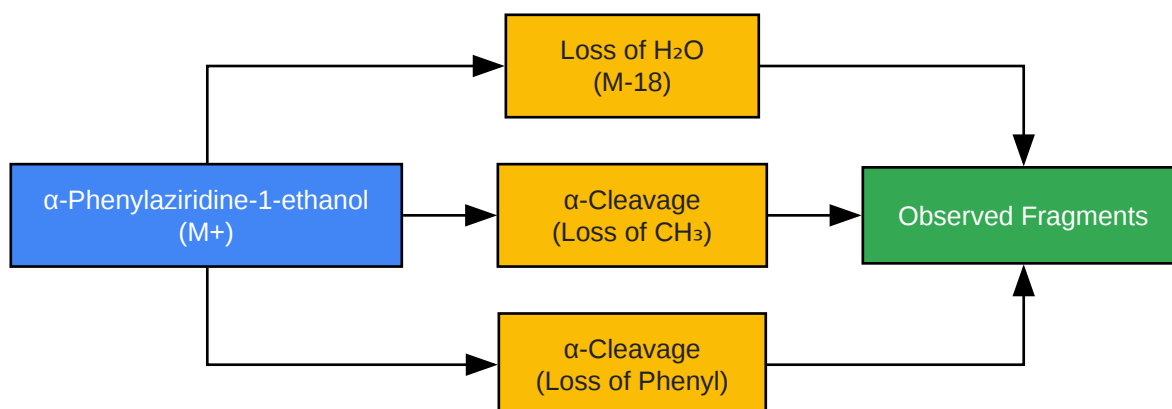 Loss of H₂O
(M-18)
α-Phenylaziridine-1-ethanol
(M+)
α-Cleavage
(Loss of CH₃)
Observed Fragments
α-Cleavage
(Loss of Phenyl)